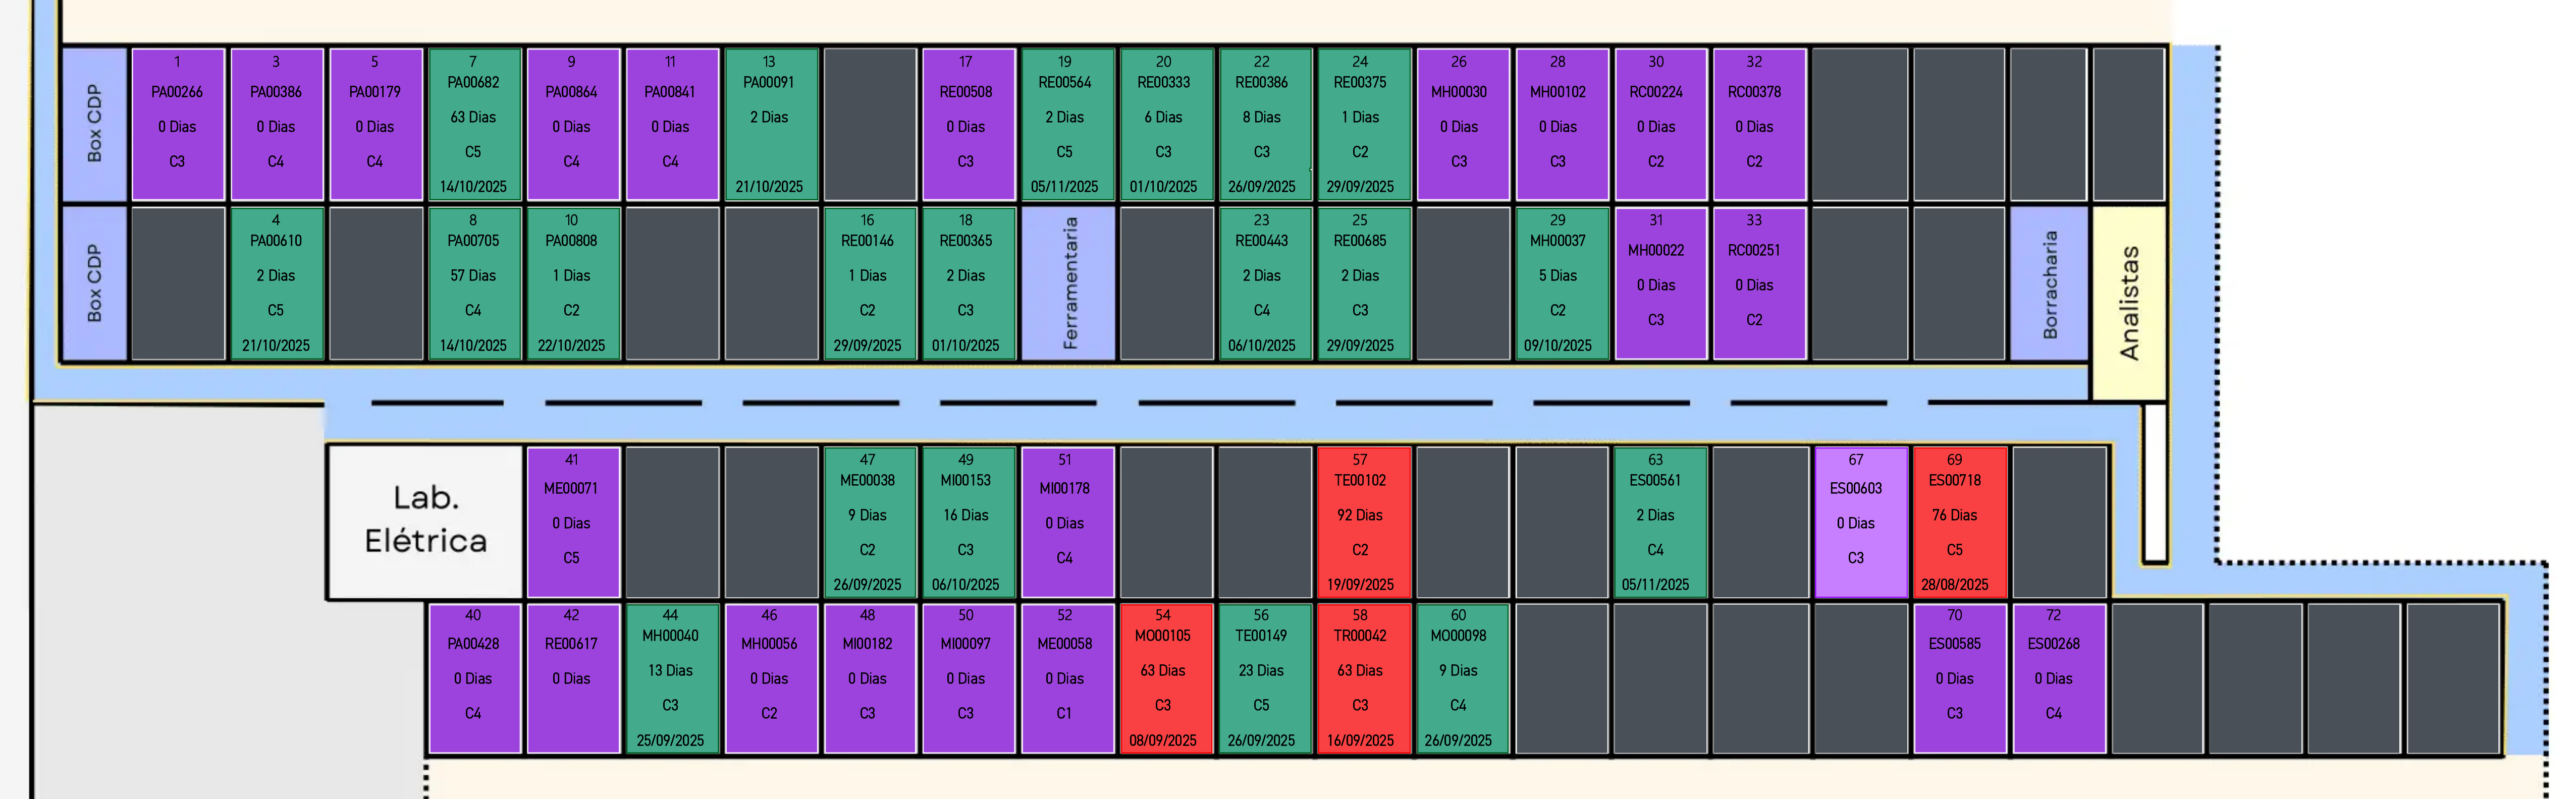 Box CDP
1
PA00266
0 Dias
C3
3
PA00386
0 Dias
C4
5
PA00179
0 Dias
C4
7
PA00682
63 Dias
C5
14/10/2025
9
PA00864
0 Dias
C4
11
PA00841
0 Dias
C4
13
PA00091
2 Dias
21/10/2025
17
RE00508
0 Dias
C3
19
RE00564
2 Dias
C5
05/11/2025
20
RE00333
6 Dias
C3
01/10/2025
22
RE00386
8 Dias
C3
26/09/2025
24
RE00375
1 Dias
C2
29/09/2025
26
MH00030
0 Dias
C3
28
MH00102
0 Dias
C3
30
RC00224
0 Dias
C2
32
RC00378
0 Dias
C2
Box CDP
4
PA00610
2 Dias
C5
21/10/2025
8
PA00705
57 Dias
C4
14/10/2025
10
PA00808
1 Dias
C2
22/10/2025
16
RE00146
1 Dias
C2
29/09/2025
18
RE00365
2 Dias
C3
01/10/2025
Ferramentaria
23
RE00443
2 Dias
C4
06/10/2025
25
RE00685
2 Dias
C3
29/09/2025
29
MH00037
5 Dias
C2
09/10/2025
31
MH00022
0 Dias
C3
33
RC00251
0 Dias
C2
Borracharia
Analistas
Lab.
Elétrica
41
ME00071
0 Dias
C5
47
ME00038
9 Dias
C2
26/09/2025
49
MI00153
16 Dias
C3
06/10/2025
51
MI00178
0 Dias
C4
57
TE00102
92 Dias
C2
19/09/2025
63
ES00561
2 Dias
C4
05/11/2025
67
ES00603
0 Dias
C3
69
ES00718
76 Dias
C5
28/08/2025
40
PA00428
0 Dias
C4
42
RE00617
0 Dias
44
MH00040
13 Dias
C3
25/09/2025
46
MH00056
0 Dias
C2
48
MI00182
0 Dias
C3
50
MI00097
0 Dias
C3
52
ME00058
0 Dias
C1
54
MO00105
63 Dias
C3
08/09/2025
56
TE00149
23 Dias
C5
26/09/2025
58
TR00042
63 Dias
C3
16/09/2025
60
MO00098
9 Dias
C4
26/09/2025
70
ES00585
0 Dias
C3
72
ES00268
0 Dias
C4